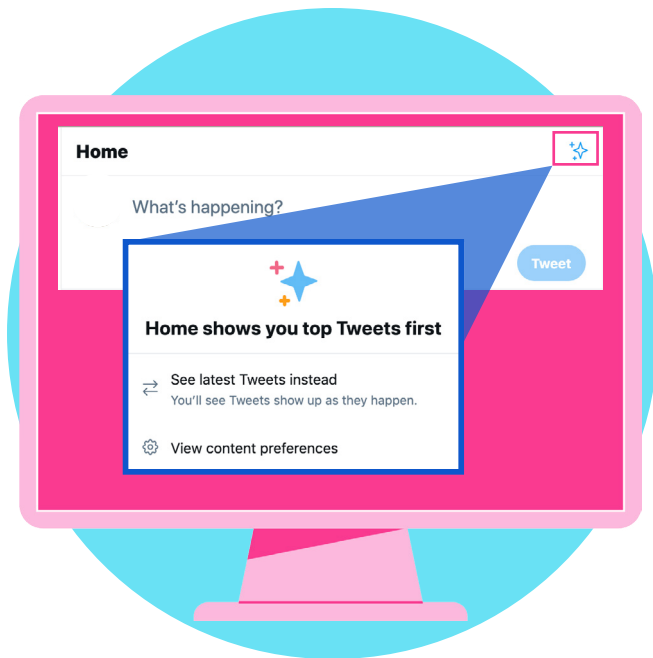 Home
What's happening?
Tweet
Home shows you top Tweets first
See latest Tweets instead
You'll see Tweets show up as they happen.
View content preferences